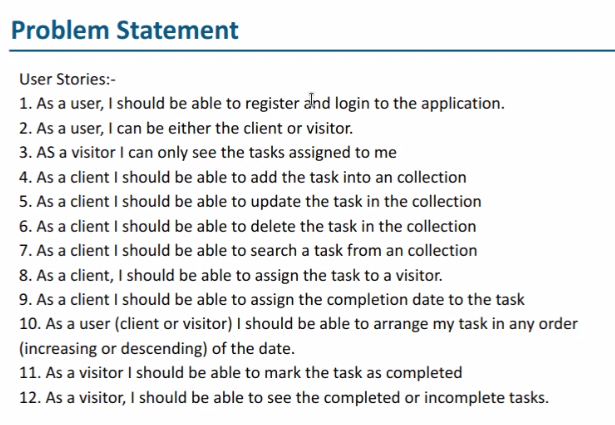 Problem Statement
User Stories:-
1. As a user, I should be able to register and login to the application.
2. As a user, I can be either the client or visitor.
3. AS a visitor I can only see the tasks assigned to me
4. As a client I should be able to add the task into an collection
5. As a client I should be able to update the task in the collection
6. As a client I should be able to delete the task in the collection
7. As a client I should be able to search a task from an collection
8. As a client, I should be able to assign the task to a visitor.
9. As a client I should be able to assign the completion date to the task
10. As a user (client or visitor) I should be able to arrange my task in any order
(increasing or descending) of the date.
11. As a visitor I should be able to mark the task as completed
12. As a visitor, I should be able to see the completed or incomplete tasks.